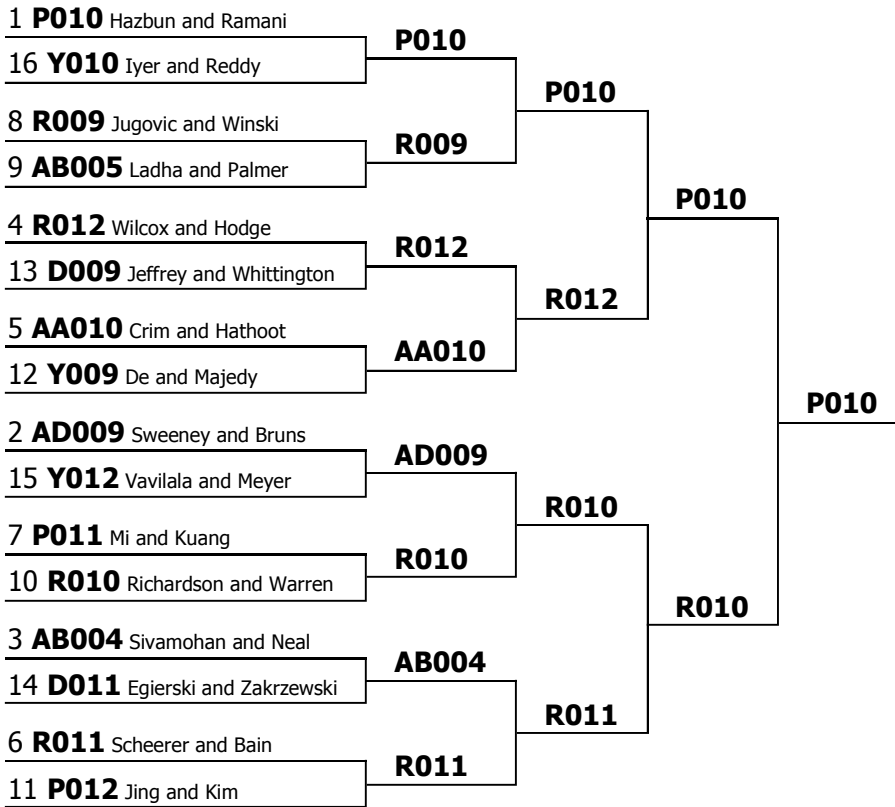 1 P010 Hazbun and Ramani
16 Y010 Iyer and Reddy
8 R009 Jugovic and Winski
9 AB005 Ladha and Palmer
4 R012 Wilcox and Hodge
13 D009 Jeffrey and Whittington
5 AA010 Crim and Hathoot
12 Y009 De and Majedy
2 AD009 Sweeney and Bruns
15 Y012 Vavilala and Meyer
7 P011 Mi and Kuang
10 R010 Richardson and Warren
3 AB004 Sivamohan and Neal
14 D011 Egierski and Zakrzewski
6 R011 Scheerer and Bain
11 P012 Jing and Kim
P010
R009
R012
AA010
AD009
R010
AB004
R011
P010
R012
R010
R011
P010
R010
P010